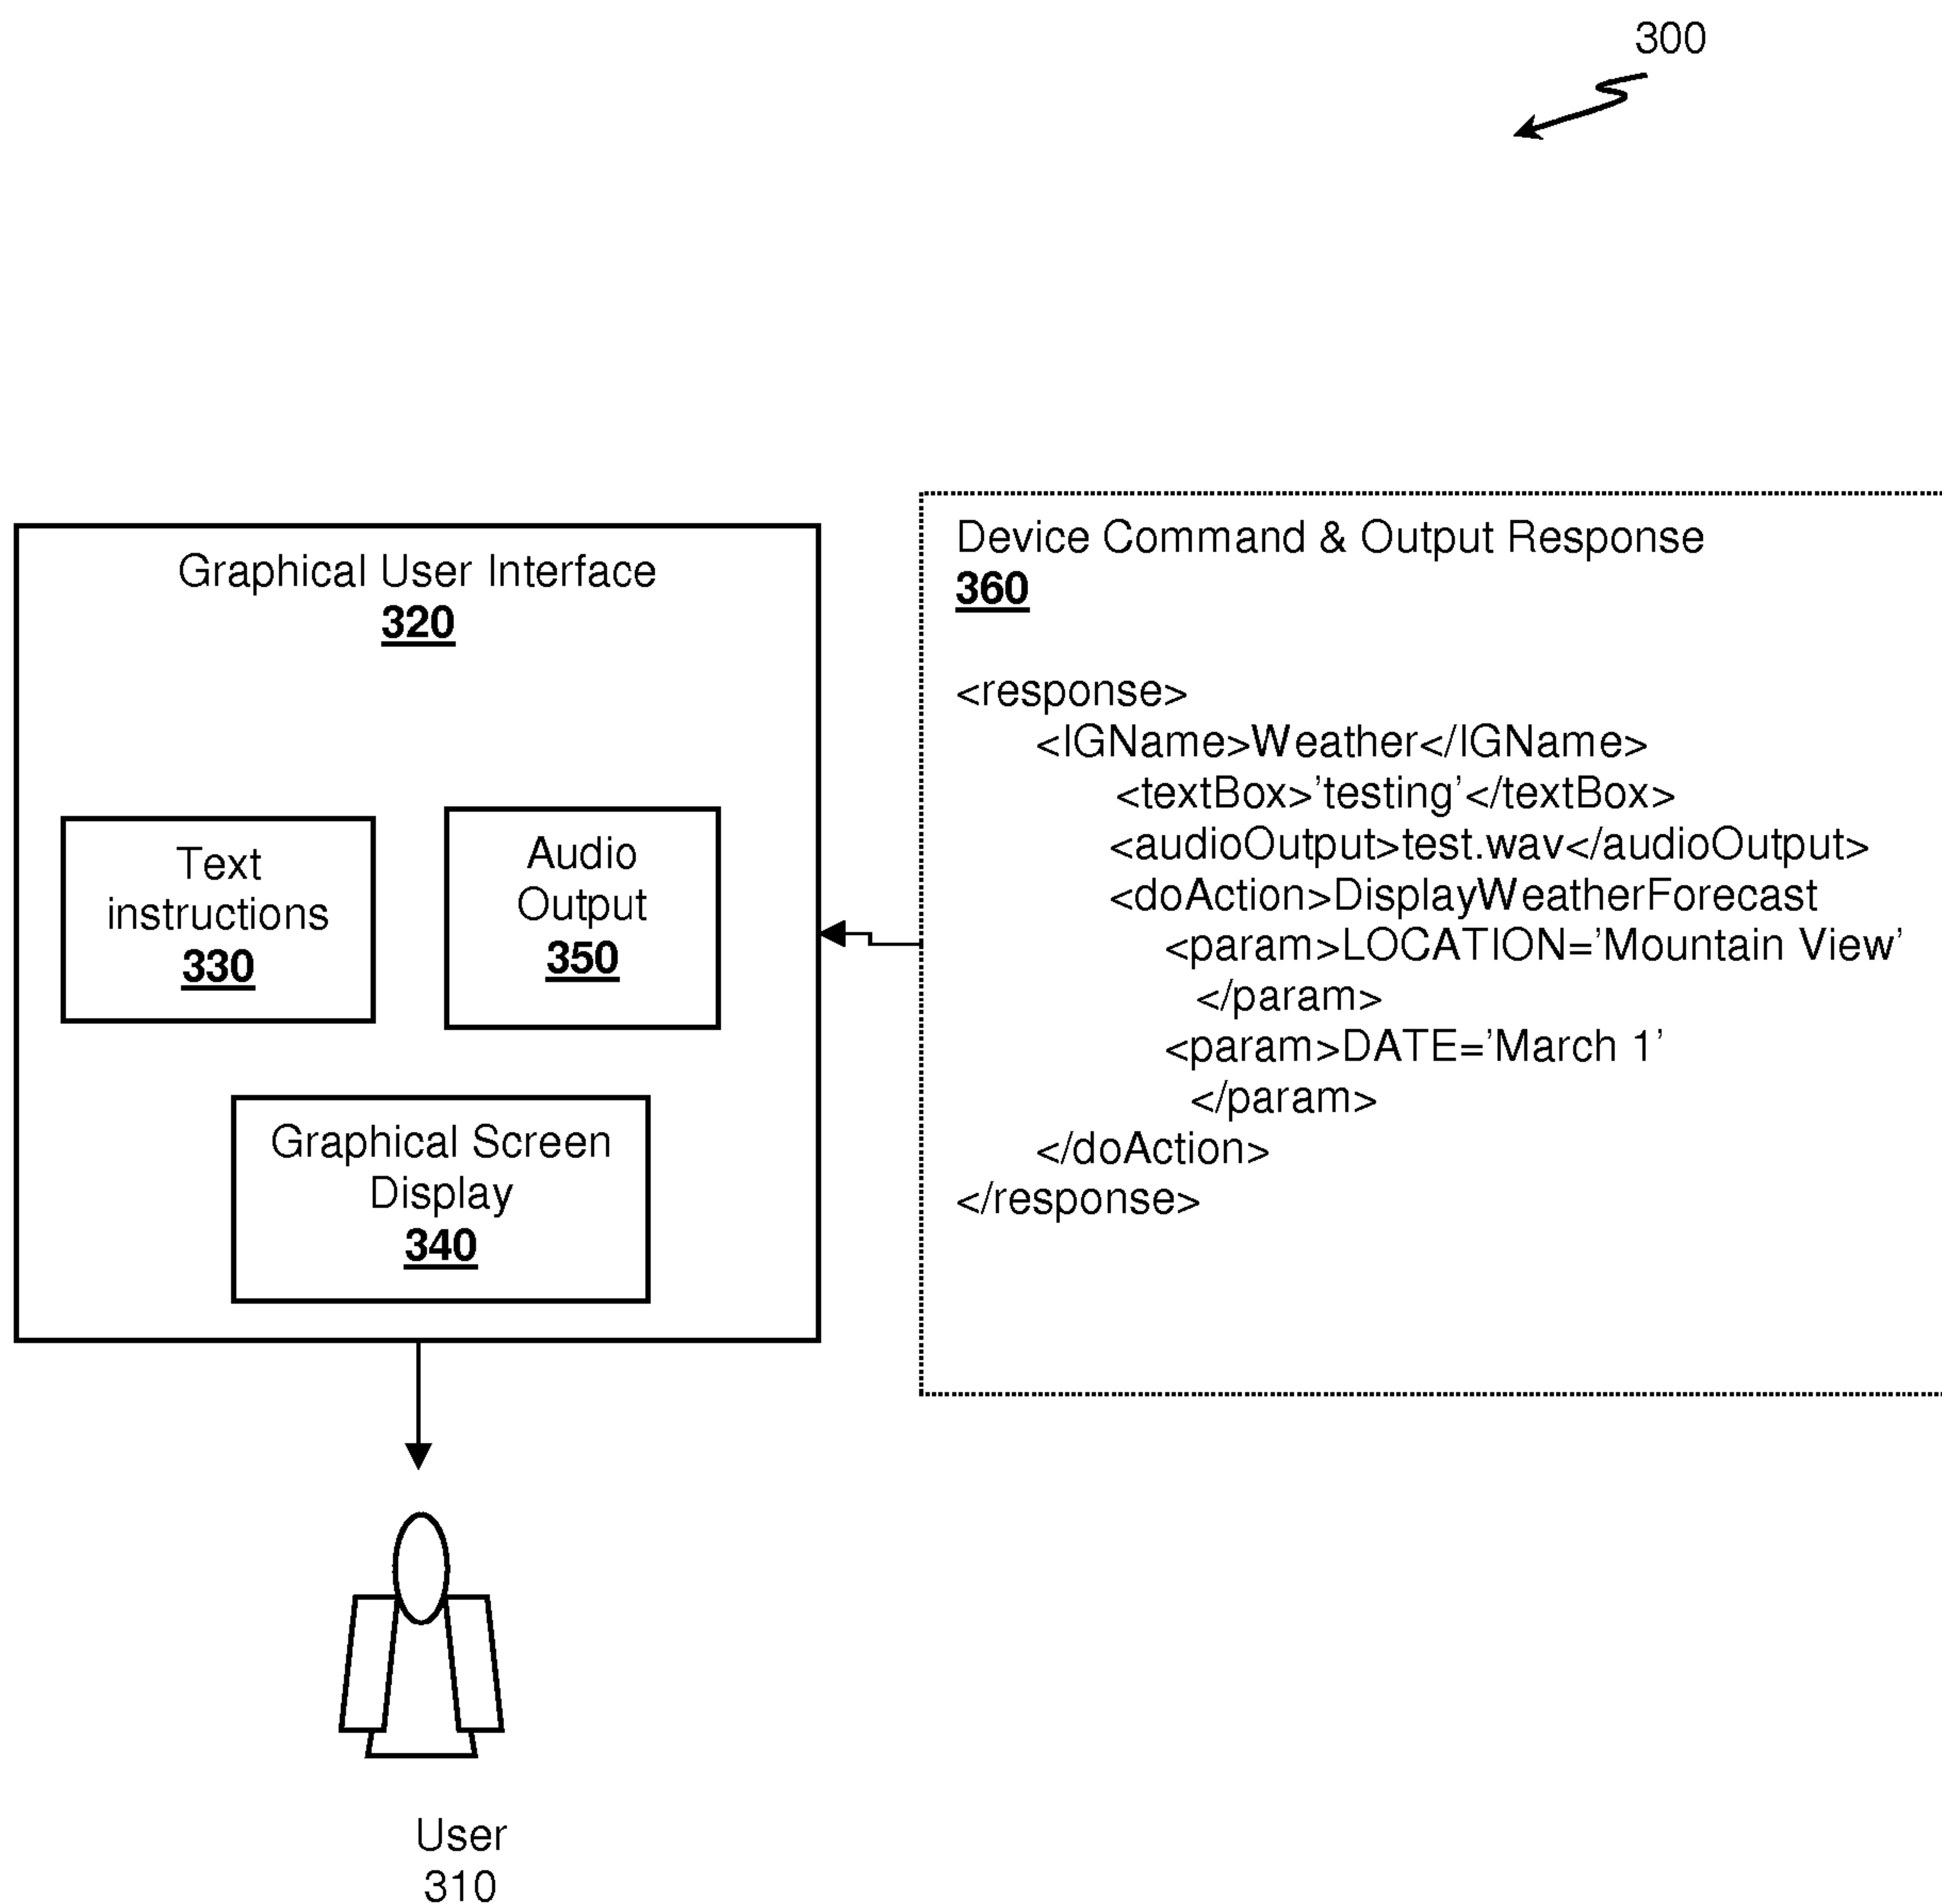 300
Graphical User Interface
320
Text
instructions
330
Audio
Output
350
Graphical Screen
Display
340
Device Command & Output Response
360
<response>
<IGName>Weather</IGName>
<textBox>'testing'</textBox>
<audioOutput>test.wav</audioOutput>
<doAction>DisplayWeatherForecast
<param>LOCATION='Mountain View'
</param>
<param>DATE='March 1'
</param>
</doAction>
</response>
User
310